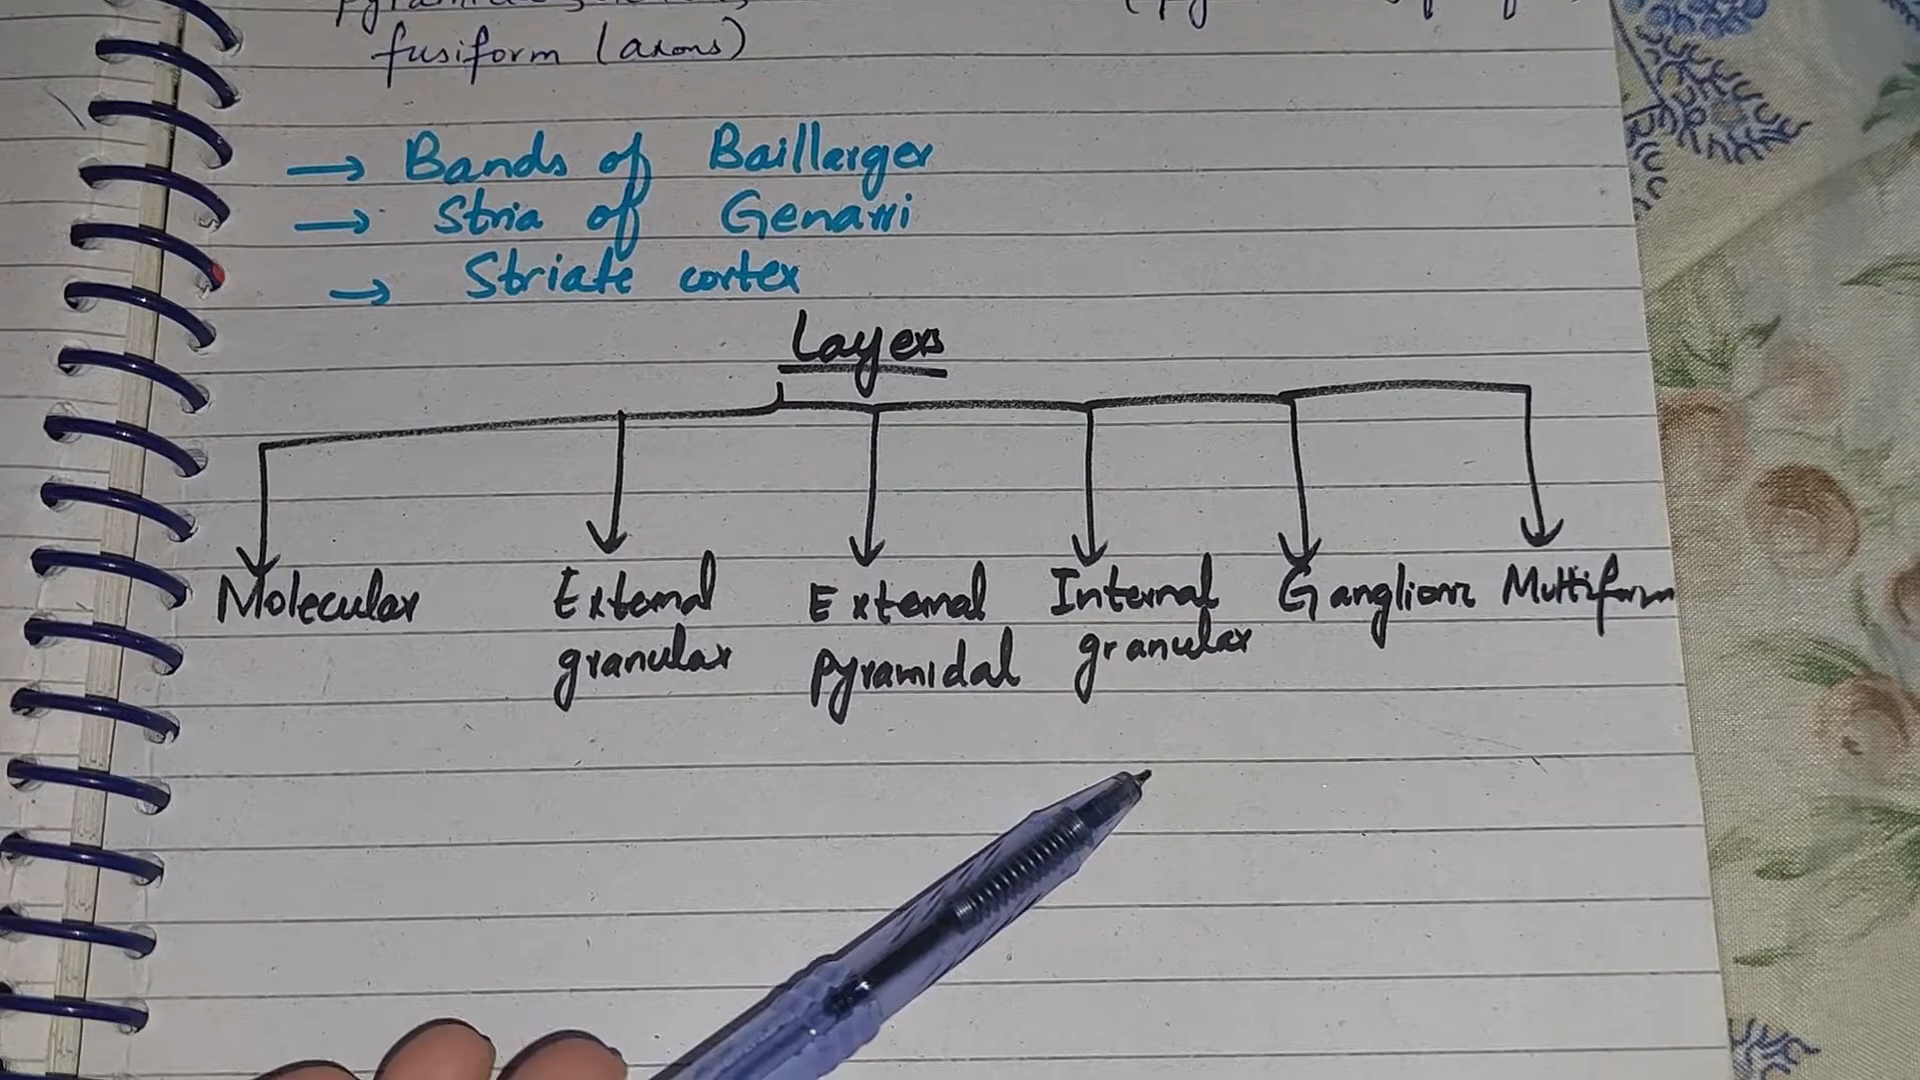 fusiform (axons)
→ Bands of Baillarger
→ Stria of Genarri
→ Striate cortex
Layers
Molecular
External
granular
External
pyramidal
Internal
granular
Ganglionic
Multiform